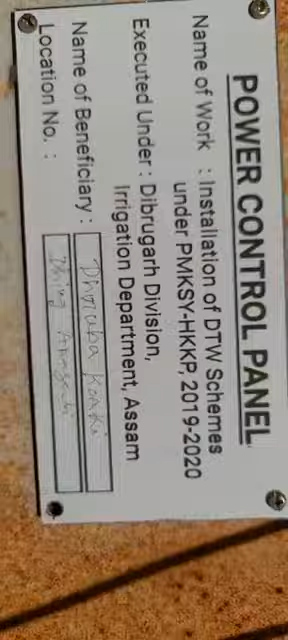 POWER CONTROL PANEL
Name of Work : Installation of DTW Schemes
under PMKSY-HKKP, 2019-2020
Executed Under : Dibrugarh Division,
Irrigation Department, Assam
Name of Beneficiary :
Location No. :